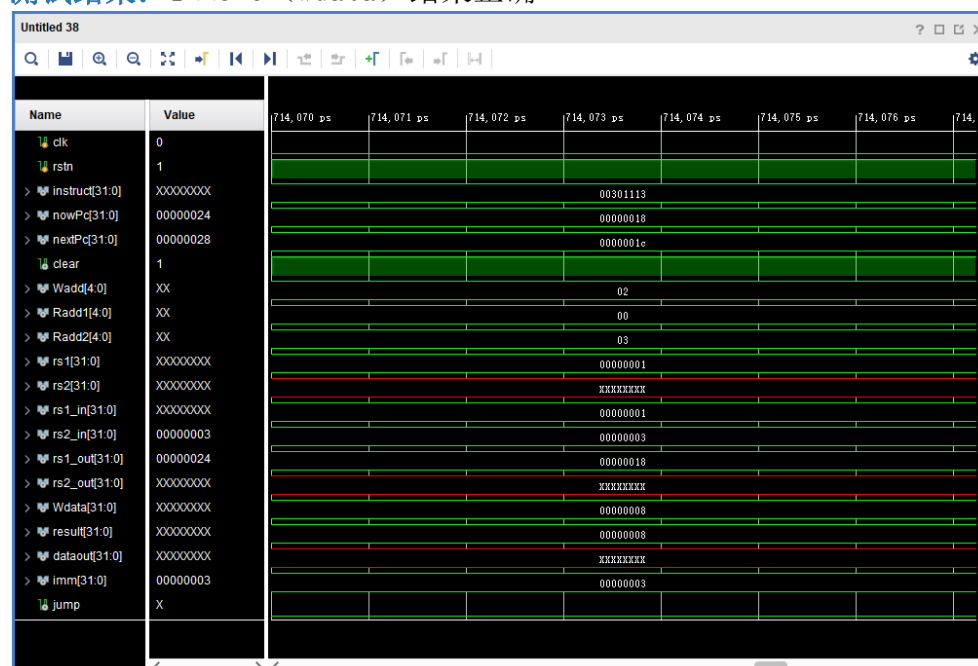 Untitled 38
Name Value 714,070 ps 714,071 ps 714,072 ps 714,073 ps 714,074 ps 714,075 ps 714,076 ps 714,
clk 0
rstn 1
instruct[31:0] XXXXXXXX 00301113
nowPc[31:0] 00000024 00000018
nextPc[31:0] 00000028 0000001c
clear 1
Wadd[4:0] XX 02
Radd1[4:0] XX 00
Radd2[4:0] XX 03
rs1[31:0] XXXXXXXX 00000001
rs2[31:0] XXXXXXXX XXXXXXXX
rs1_in[31:0] XXXXXXXX 00000001
rs2_in[31:0] 00000003 00000003
rs1_out[31:0] 00000024 00000018
rs2_out[31:0] XXXXXXXX XXXXXXXX
Wdata[31:0] XXXXXXXX 00000008
result[31:0] XXXXXXXX 00000008
dataout[31:0] XXXXXXXX XXXXXXXX
imm[31:0] 00000003 00000003
jump X